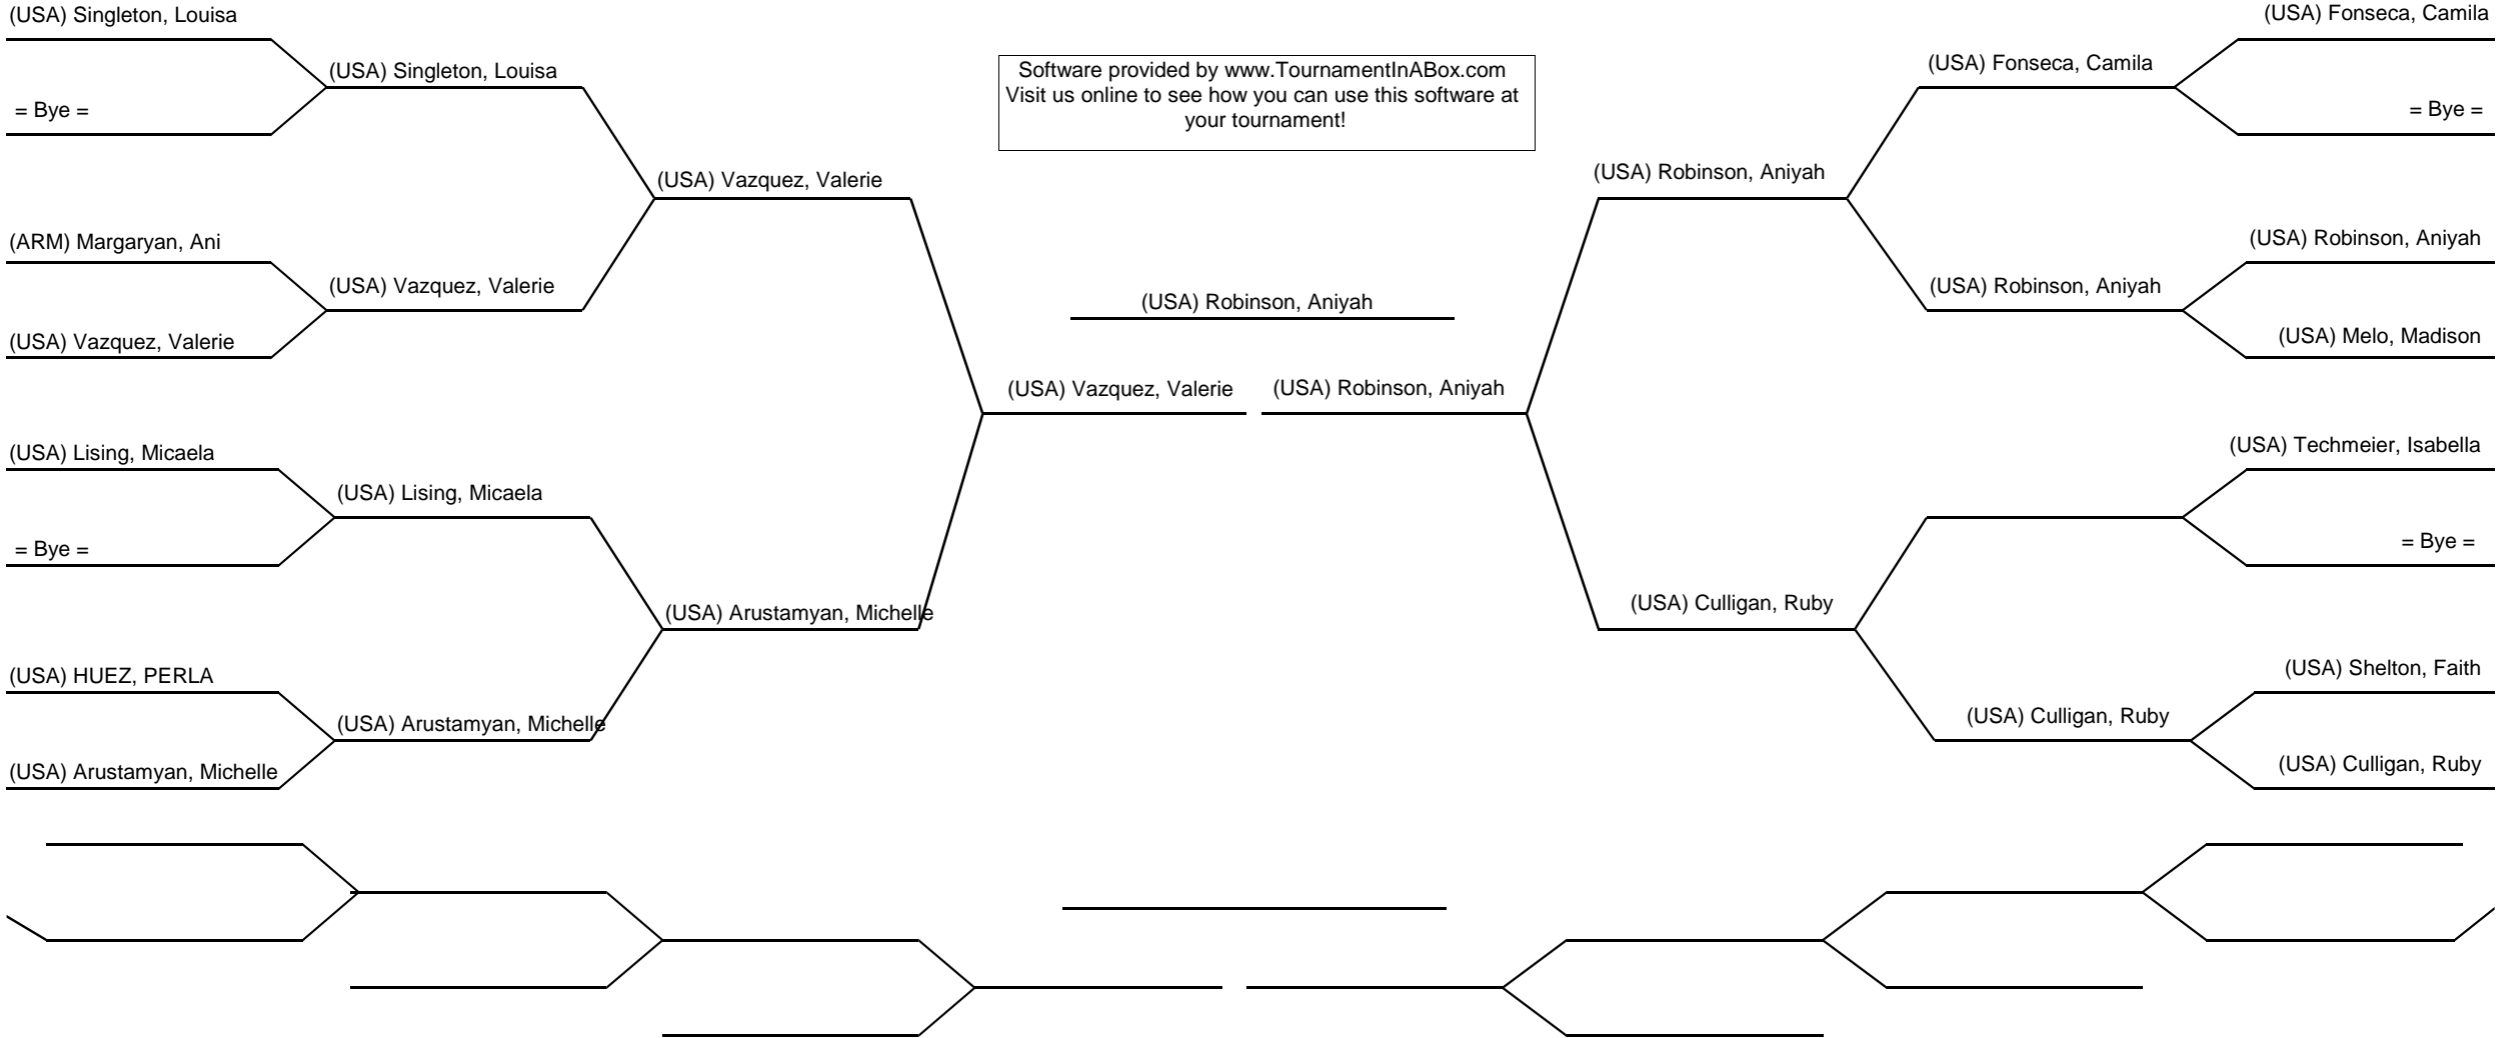 (USA) Singleton, Louisa
(USA) Singleton, Louisa
= Bye =
(USA) Vazquez, Valerie
(ARM) Margaryan, Ani
(USA) Vazquez, Valerie
(USA) Vazquez, Valerie
(USA) Lising, Micaela
(USA) Lising, Micaela
= Bye =
(USA) Arustamyan, Michelle
(USA) HUEZ, PERLA
(USA) Arustamyan, Michelle
(USA) Arustamyan, Michelle
Software provided by www.TournamentInABox.com
Visit us online to see how you can use this software at
your tournament!
(USA) Robinson, Aniyah
(USA) Vazquez, Valerie
(USA) Robinson, Aniyah
(USA) Fonseca, Camila
(USA) Fonseca, Camila
= Bye =
(USA) Robinson, Aniyah
(USA) Robinson, Aniyah
(USA) Robinson, Aniyah
(USA) Melo, Madison
(USA) Techmeier, Isabella
= Bye =
(USA) Culligan, Ruby
(USA) Shelton, Faith
(USA) Culligan, Ruby
(USA) Culligan, Ruby